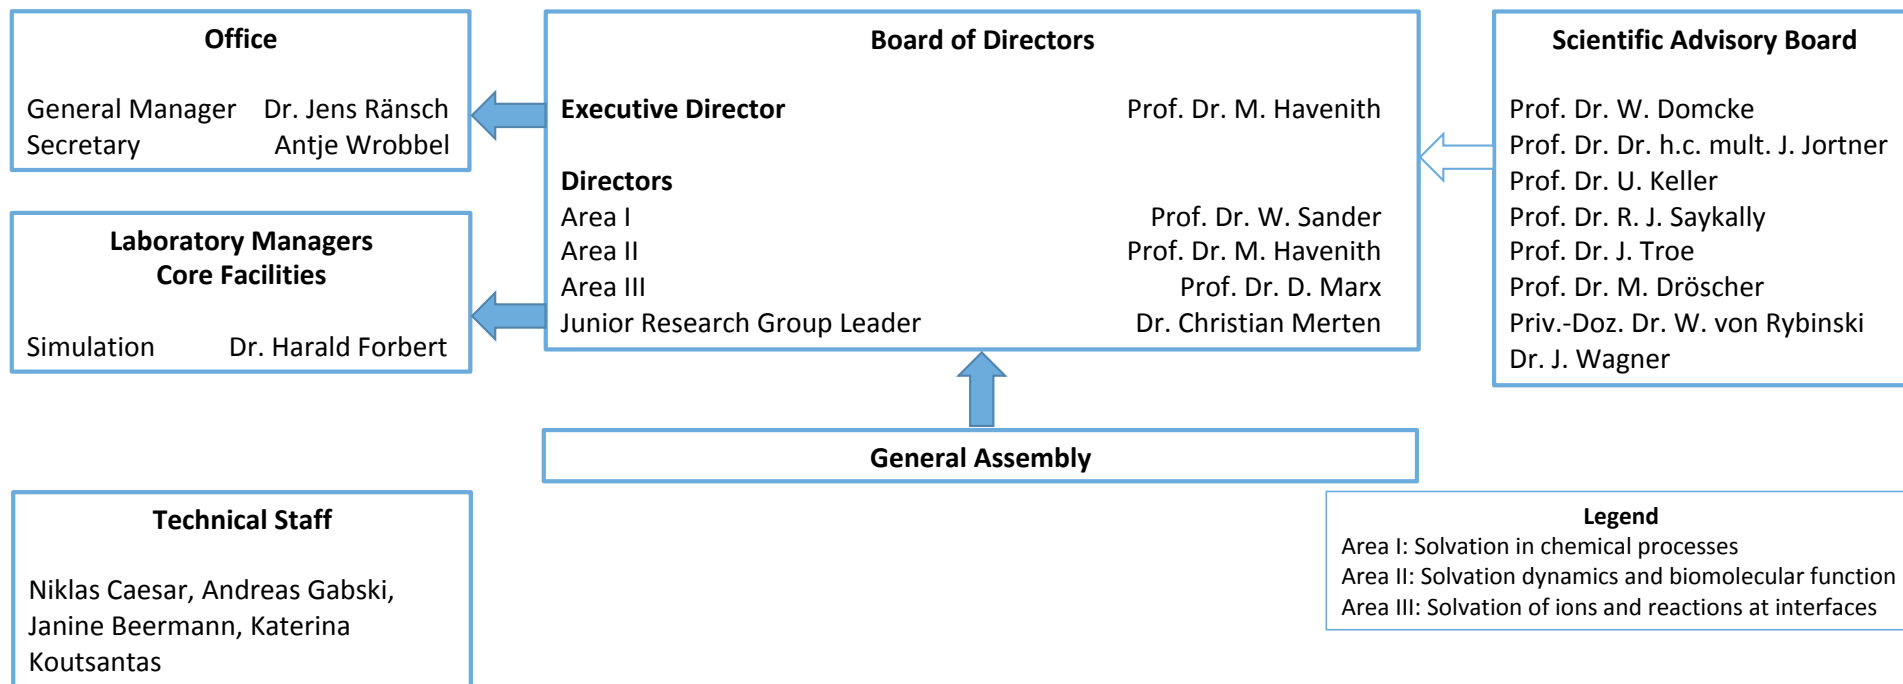 Office
General Manager Dr. Jens Ränsch
Secretary Antje Wrobbel
Laboratory Managers
Core Facilities
Simulation Dr. Harald Forbert
Board of Directors
Executive Director Prof. Dr. M. Havenith
Directors
Area I Prof. Dr. W. Sander
Area II Prof. Dr. M. Havenith
Area III Prof. Dr. D. Marx
Junior Research Group Leader Dr. Christian Merten
Scientific Advisory Board
Prof. Dr. W. Domcke
Prof. Dr. Dr. h.c. mult. J. Jortner
Prof. Dr. U. Keller
Prof. Dr. R. J. Saykally
Prof. Dr. J. Troe
Prof. Dr. M. Dröscher
Priv.-Doz. Dr. W. von Rybinski
Dr. J. Wagner
General Assembly
Technical Staff
Niklas Caesar, Andreas Gabski,
Janine Beermann, Katerina
Koutsantas
Legend
Area I: Solvation in chemical processes
Area II: Solvation dynamics and biomolecular function
Area III: Solvation of ions and reactions at interfaces